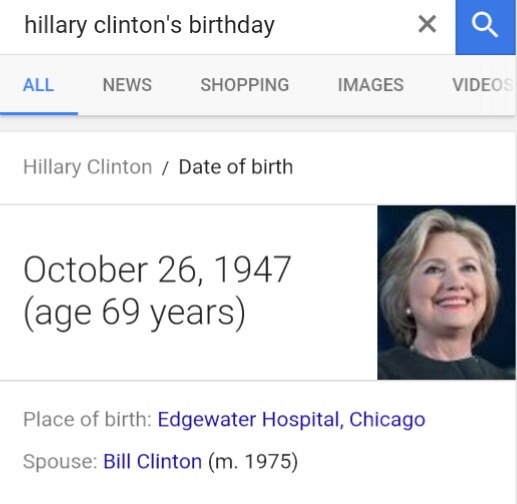 hillary clinton's birthday
ALL NEWS SHOPPING IMAGES VIDEOS
Hillary Clinton / Date of birth
October 26, 1947
(age 69 years)
Place of birth: Edgewater Hospital, Chicago
Spouse: Bill Clinton (m. 1975)